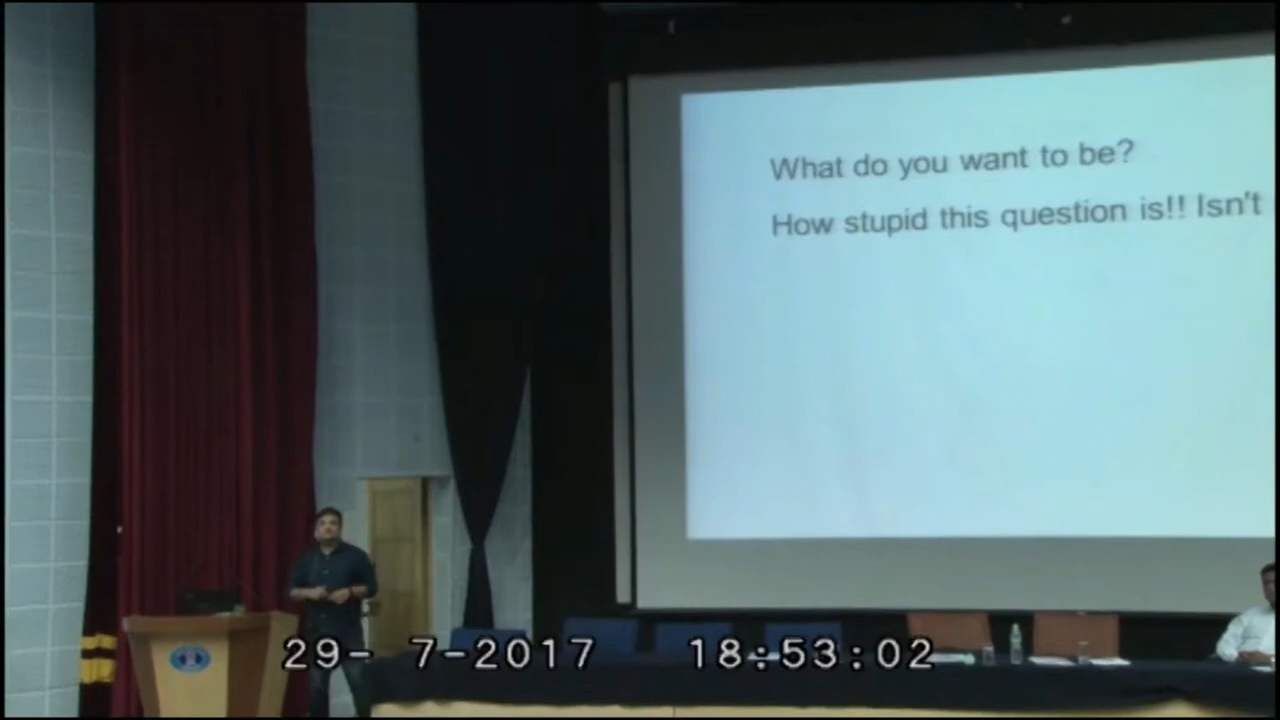 What do you want to be?
How stupid this question is!! Isn't
29- 7-2017 18:53:02